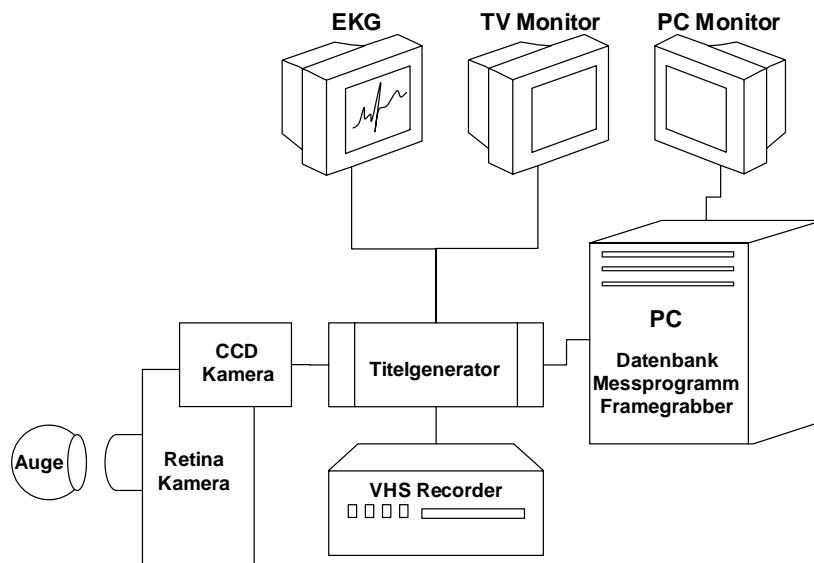 EKG
TV Monitor
PC Monitor
PC
Datenbank
Messprogramm
Framegrabber
CCD
Kamera
Titelgenerator
Auge
Retina
Kamera
VHS Recorder